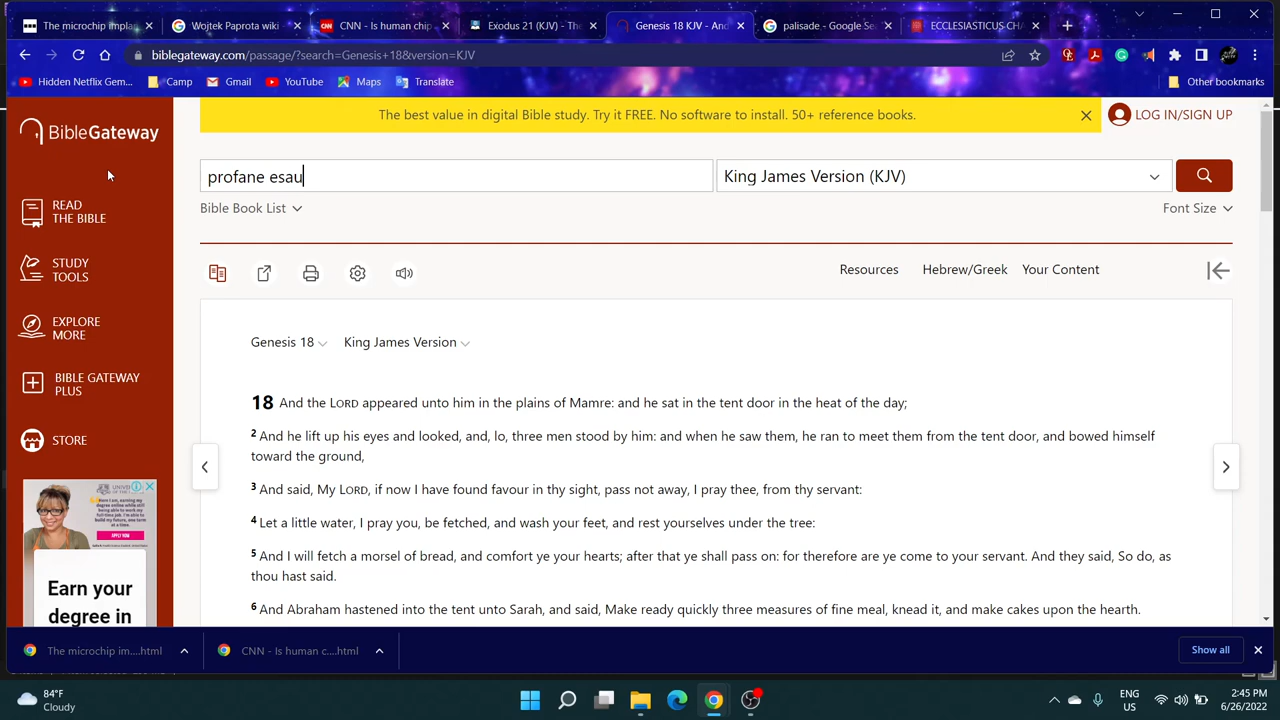 The microchip impla
Wojtek Paprota wiki
CNN - Is human chip
Exodus 21 (KJV) - The
Genesis 18 KJV - And
palisade - Google Se
ECCLESIASTICUS-CHA
biblegateway.com/passage/?search=Genesis+18&version=KJV
Hidden Netflix Gem... Camp Gmail YouTube Maps Translate Other bookmarks
BibleGateway
The best value in digital Bible study. Try it FREE. No software to install. 50+ reference books.
LOG IN/SIGN UP
profane esau King James Version (KJV)
Bible Book List Font Size
READ
THE BIBLE
STUDY
TOOLS
EXPLORE
MORE
BIBLE GATEWAY
PLUS
STORE
Resources Hebrew/Greek Your Content
Genesis 18 King James Version
18 And the LORD appeared unto him in the plains of Mamre: and he sat in the tent door in the heat of the day;
2 And he lift up his eyes and looked, and, lo, three men stood by him: and when he saw them, he ran to meet them from the tent door, and bowed himself
toward the ground,
3 And said, My LORD, if now I have found favour in thy sight, pass not away, I pray thee, from thy servant:
4 Let a little water, I pray you, be fetched, and wash your feet, and rest yourselves under the tree:
5 And I will fetch a morsel of bread, and comfort ye your hearts; after that ye shall pass on: for therefore are ye come to your servant. And they said, So do, as
thou hast said.
6 And Abraham hastened into the tent unto Sarah, and said, Make ready quickly three measures of fine meal, knead it, and make cakes upon the hearth.
APPLY NOW
Earn your
degree in
The microchip im....html
CNN - Is human c....html
Show all
84°F
Cloudy
ENG
US
2:45 PM
6/26/2022